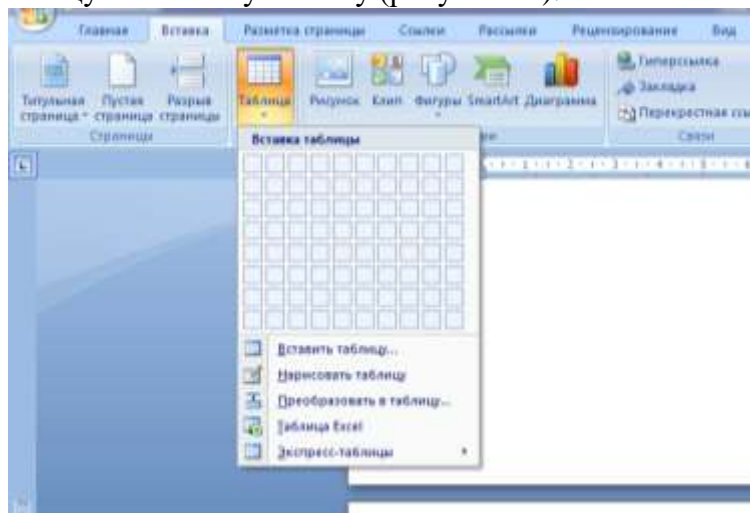 Главная Вставка Разметка страницы Ссылки Рассылки Рецензирование Вид
Титульная страница Пустая страница Разрыв страницы
Страницы
Таблица Рисунок Клип Фигуры SmartArt Диаграмма
Гиперссылка
Закладка
Перекрестная
Связи
Вставка таблицы
Вставить таблицу...
Нарисовать таблицу
Преобразовать в таблицу...
Таблица Excel
Экспресс-таблицы